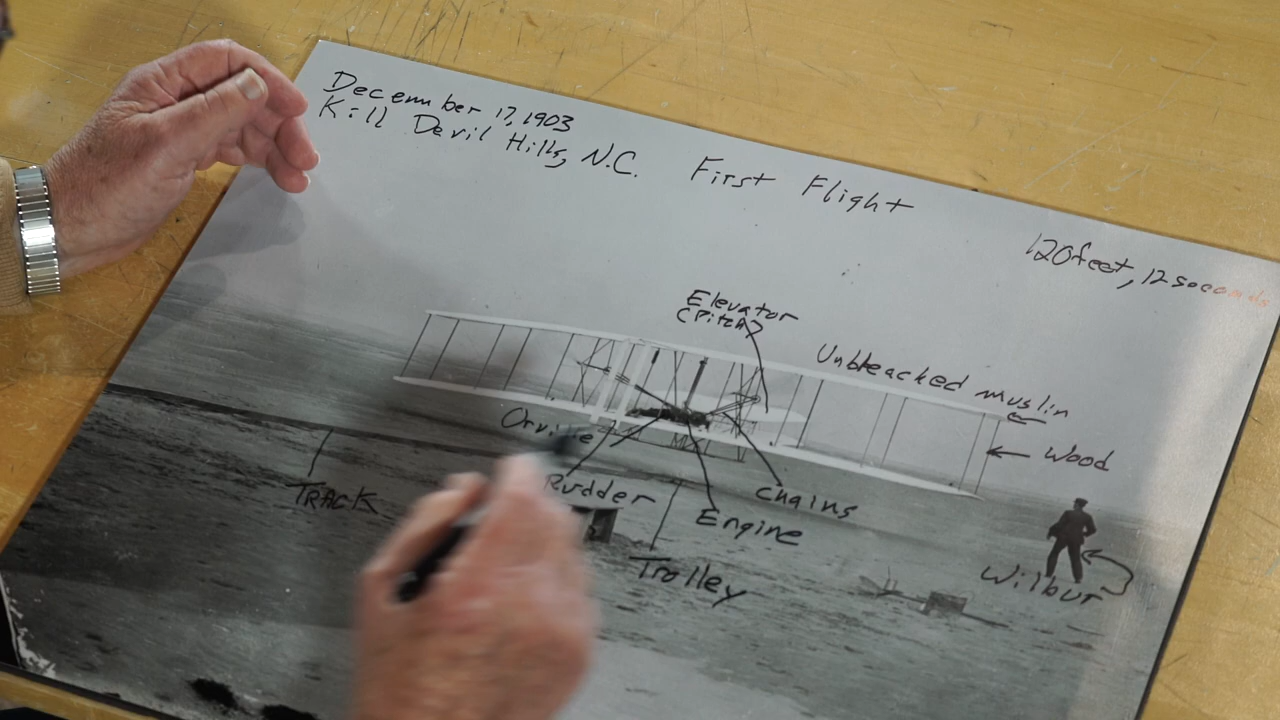 December 17, 1903
Kill Devil Hills, N.C.
First Flight
120 feet, 12 seconds
Elevator
(Pitch)
Unbleached muslin
Wood
Orville
Rudder
chains
Engine
TRACK
Trolley
Wilbur